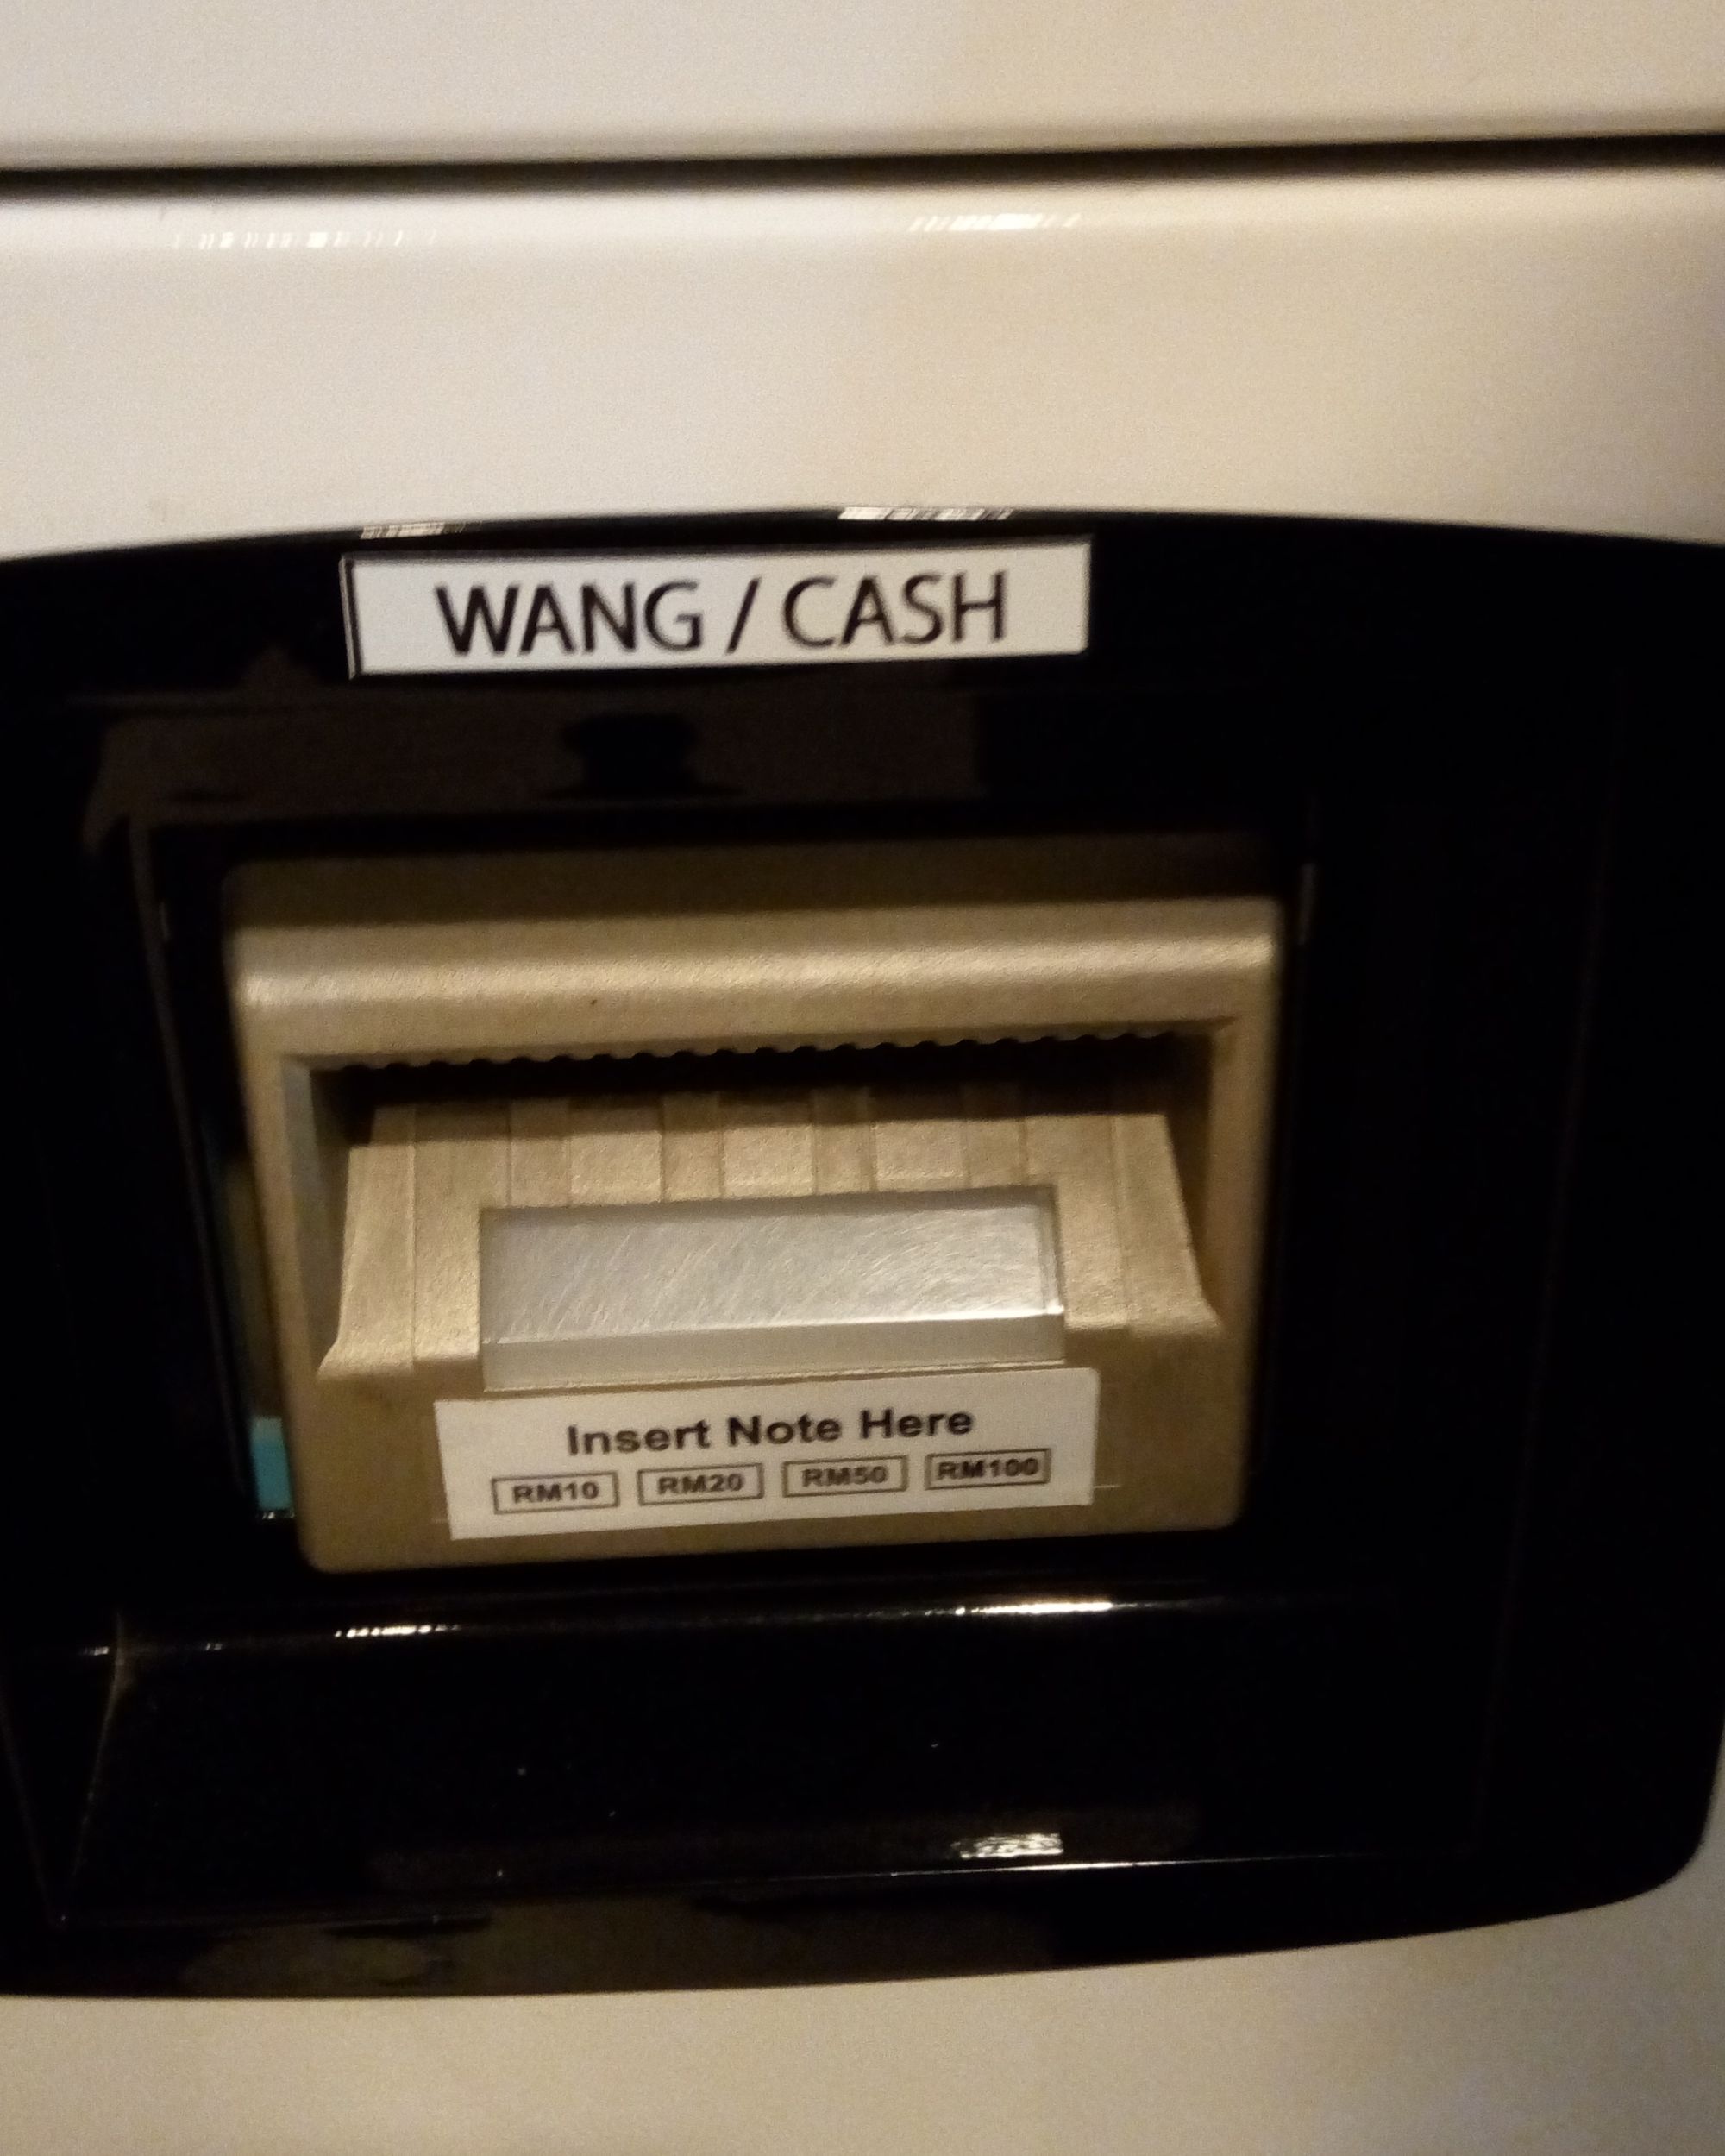 WANG / CASH
Insert Note Here
RM10 RM20 RM50 RM100